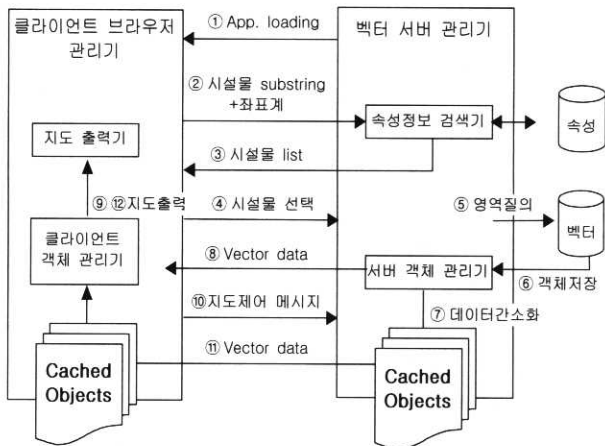 클라이언트 브라우저
관리기
① App. loading
벡터 서버 관리기
② 시설물 substring
+좌표계
지도 출력기
속성정보 검색기
속성
③ 시설물 list
⑨ ⑫지도출력
④ 시설물 선택
⑤ 영역질의
벡터
클라이언트
객체 관리기
⑧ Vector data
서버 객체 관리기
⑥ 객체저장
⑩지도제어 메시지
⑦ 데이터간소화
⑪ Vector data
Cached
Objects
Cached
Objects